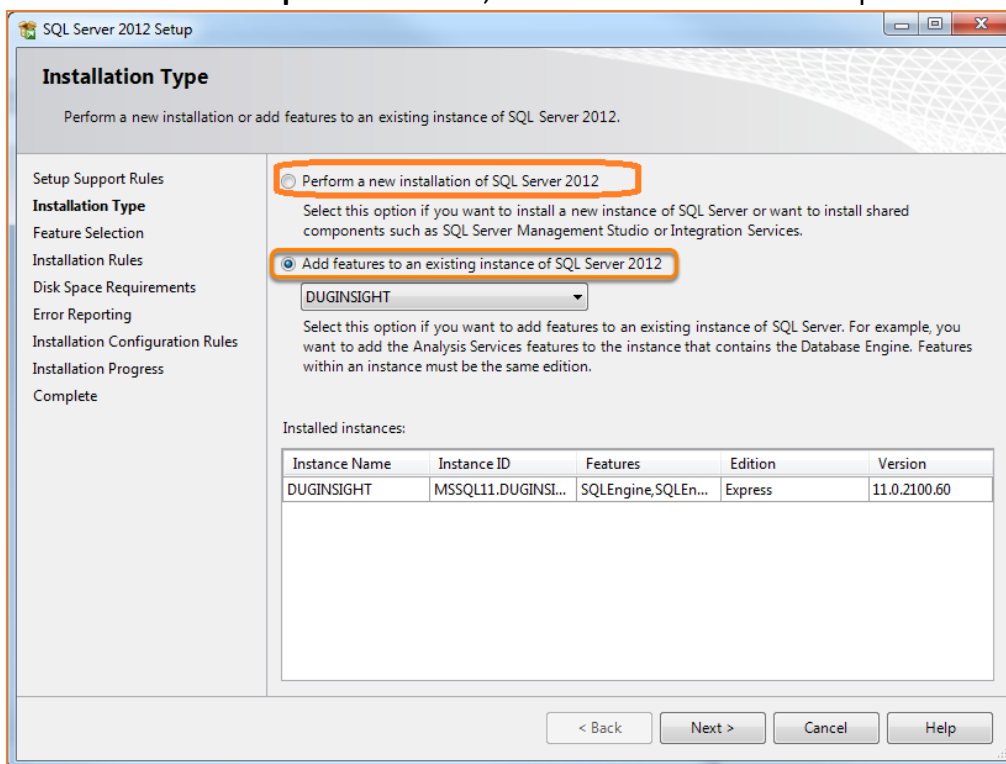 SQL Server 2012 Setup
Installation Type
Perform a new installation or add features to an existing instance of SQL Server 2012.
Setup Support Rules
Installation Type
Feature Selection
Installation Rules
Disk Space Requirements
Error Reporting
Installation Configuration Rules
Installation Progress
Complete
Perform a new installation of SQL Server 2012
Select this option if you want to install a new instance of SQL Server or want to install shared
components such as SQL Server Management Studio or Integration Services.
Add features to an existing instance of SQL Server 2012
DUGINSIGHT
Select this option if you want to add features to an existing instance of SQL Server. For example, you
want to add the Analysis Services features to the instance that contains the Database Engine. Features
within an instance must be the same edition.
Installed instances:
Instance Name Instance ID Features Edition Version
DUGINSIGHT MSSQL11.DUGINSI... SQLEngine,SQLEn... Express 11.0.2100.60
< Back Next > Cancel Help